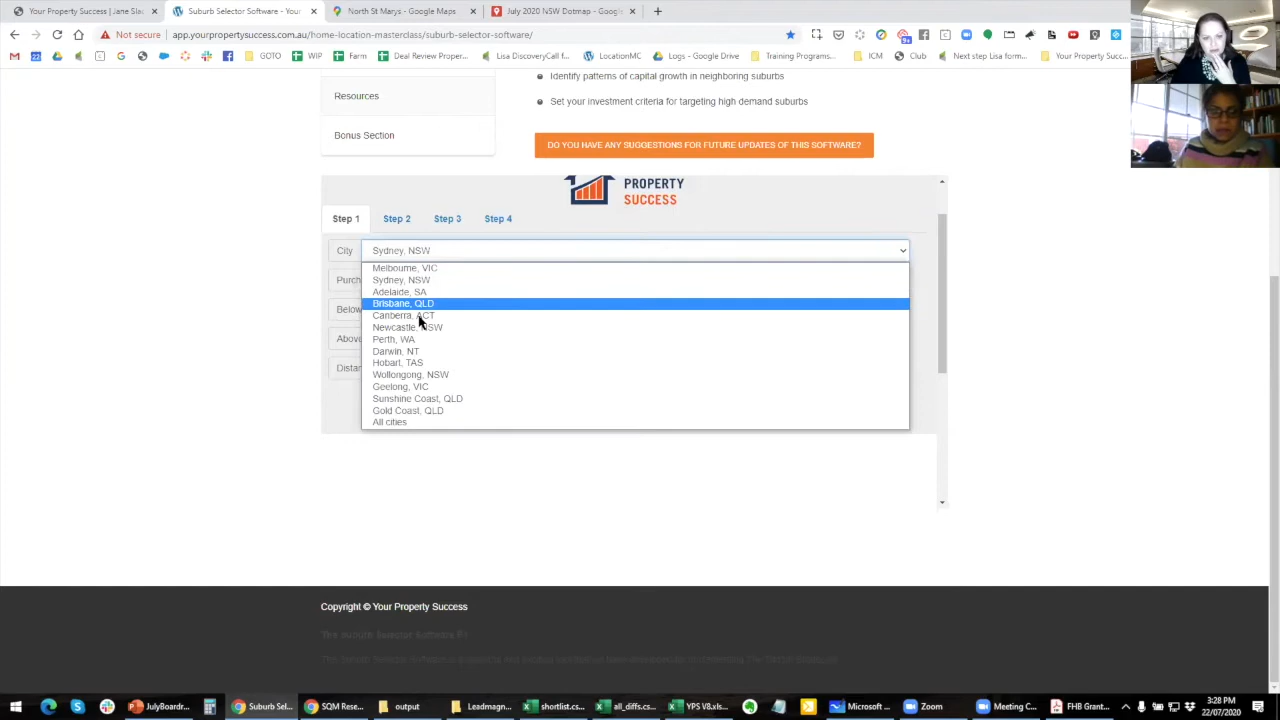 Your Property Success | Jane Sla
Suburb Selector Software - Your
North St Marys - Google Maps
July 2020 NSW Dotmap - Google
Not secure | app.yourpropertysuccess.com.au/home-location-masterclass/suburb-selector-software/
GOTO
WIP
Farm
Deal Review-Proper...
Lisa DiscoveryCall f...
LocationMC
Logs - Google Drive
Training Programs...
ICM
Club
Next step Lisa form...
Your Property Succ...
Identify patterns of capital growth in neighboring suburbs
Resources
Set your investment criteria for targeting high demand suburbs
Bonus Section
DO YOU HAVE ANY SUGGESTIONS FOR FUTURE UPDATES OF THIS SOFTWARE?
PROPERTY
SUCCESS
Step 1
Step 2
Step 3
Step 4
City
Sydney, NSW
Purch
Below
Above
Distan
Melbourne, VIC
Sydney, NSW
Adelaide, SA
Brisbane, QLD
Canberra, ACT
Newcastle, NSW
Perth, WA
Darwin, NT
Hobart, TAS
Wollongong, NSW
Geelong, VIC
Sunshine Coast, QLD
Gold Coast, QLD
All cities
Copyright © Your Property Success
JulyBoardr...
Suburb Sel...
SQM Rese...
output
Leadmagn...
shortlist.cs...
all_diffs.cs...
YPS V8.xls...
Microsoft ...
Zoom
Meeting C...
FHB Grant...
3:28 PM
22/07/2020